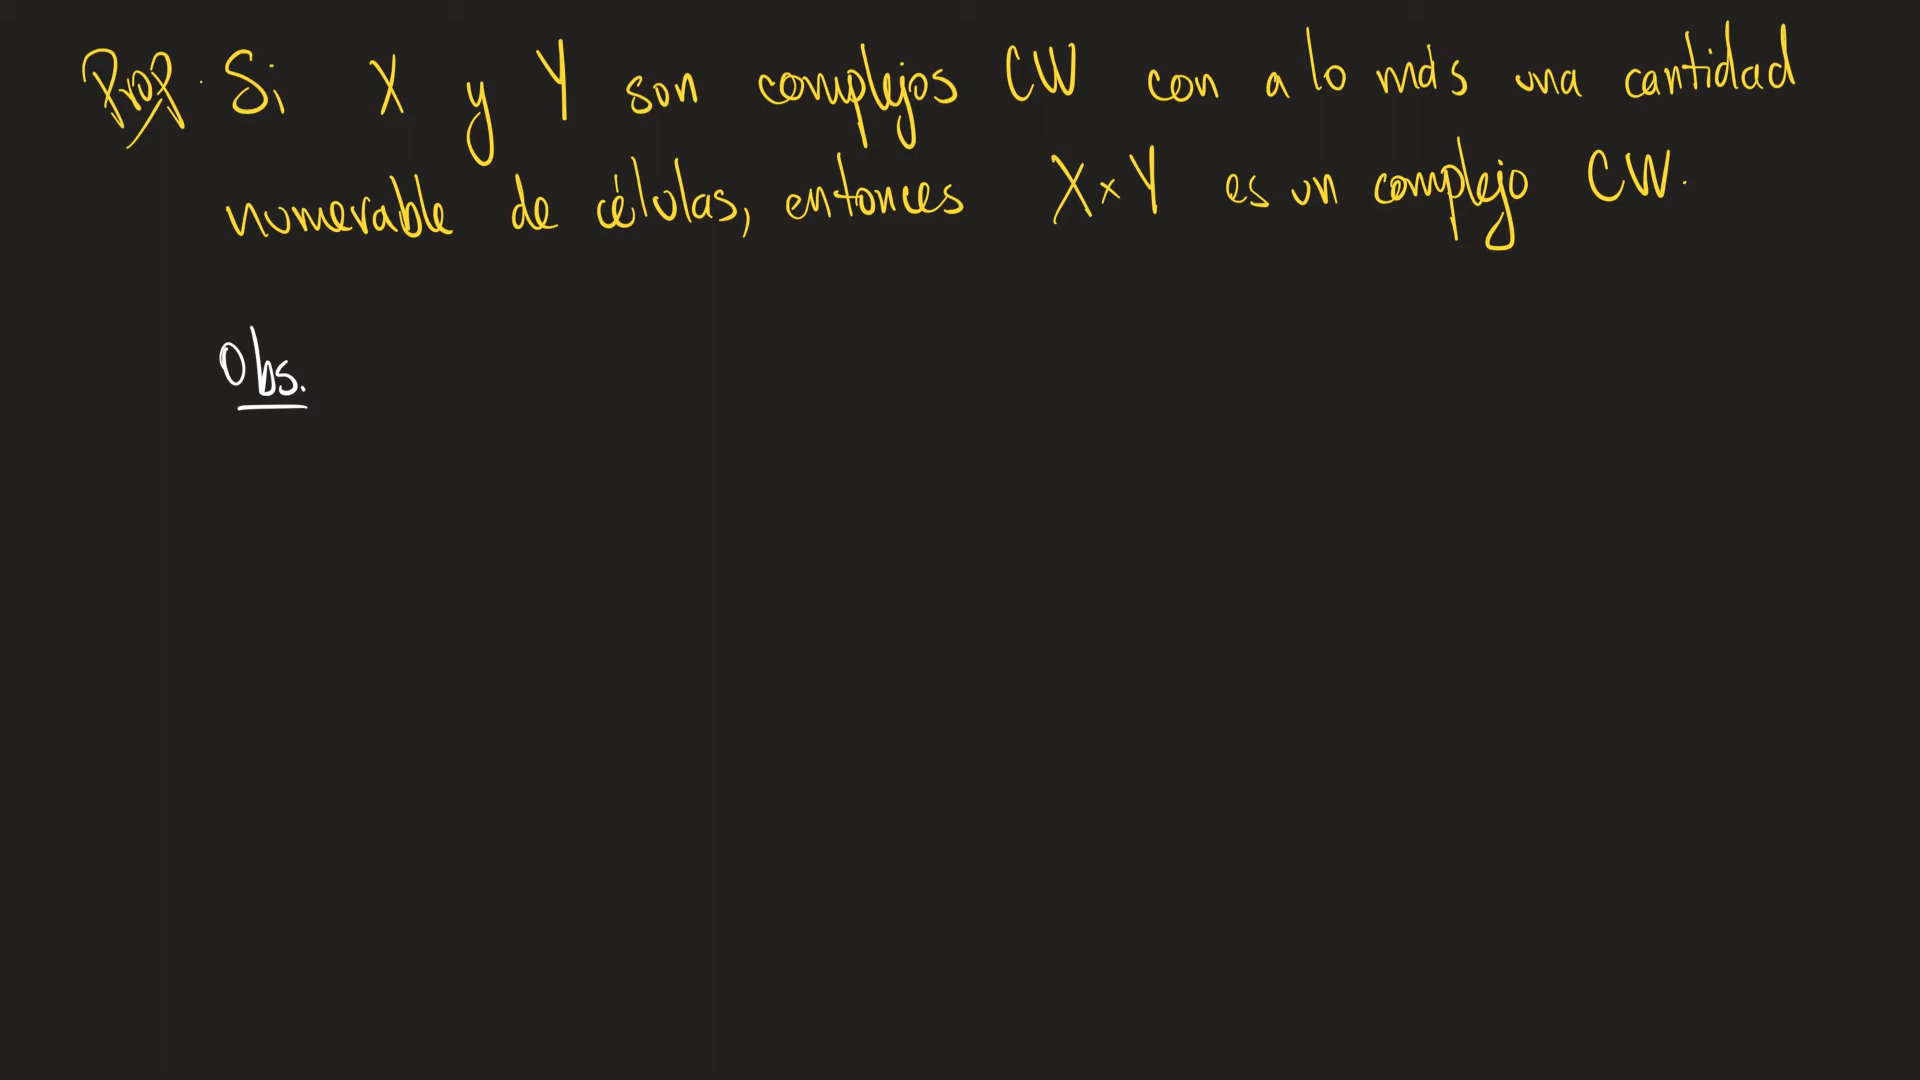 Prop. Si X y Y son complejos CW con a lo más una cantidad
numerable de células, entonces X×Y es un complejo CW.
Obs.